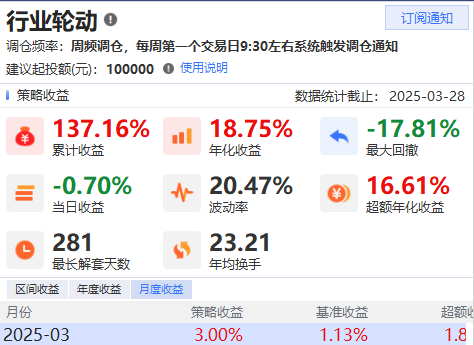 行业轮动
订阅通知
调仓频率：周频调仓，每周第一个交易日9:30左右系统触发调仓通知
建议起投额(元)：100000 使用说明
策略收益 数据统计截止： 2025-03-28
137.16% 18.75% -17.81%
累计收益 年化收益 最大回撤
-0.70% 20.47% 16.61%
当日收益 波动率 超额年化收益
281 23.21
最长解套天数 年均换手
区间收益 年度收益 月度收益
月份 策略收益 基准收益 超额收
2025-03 3.00% 1.13% 1.8